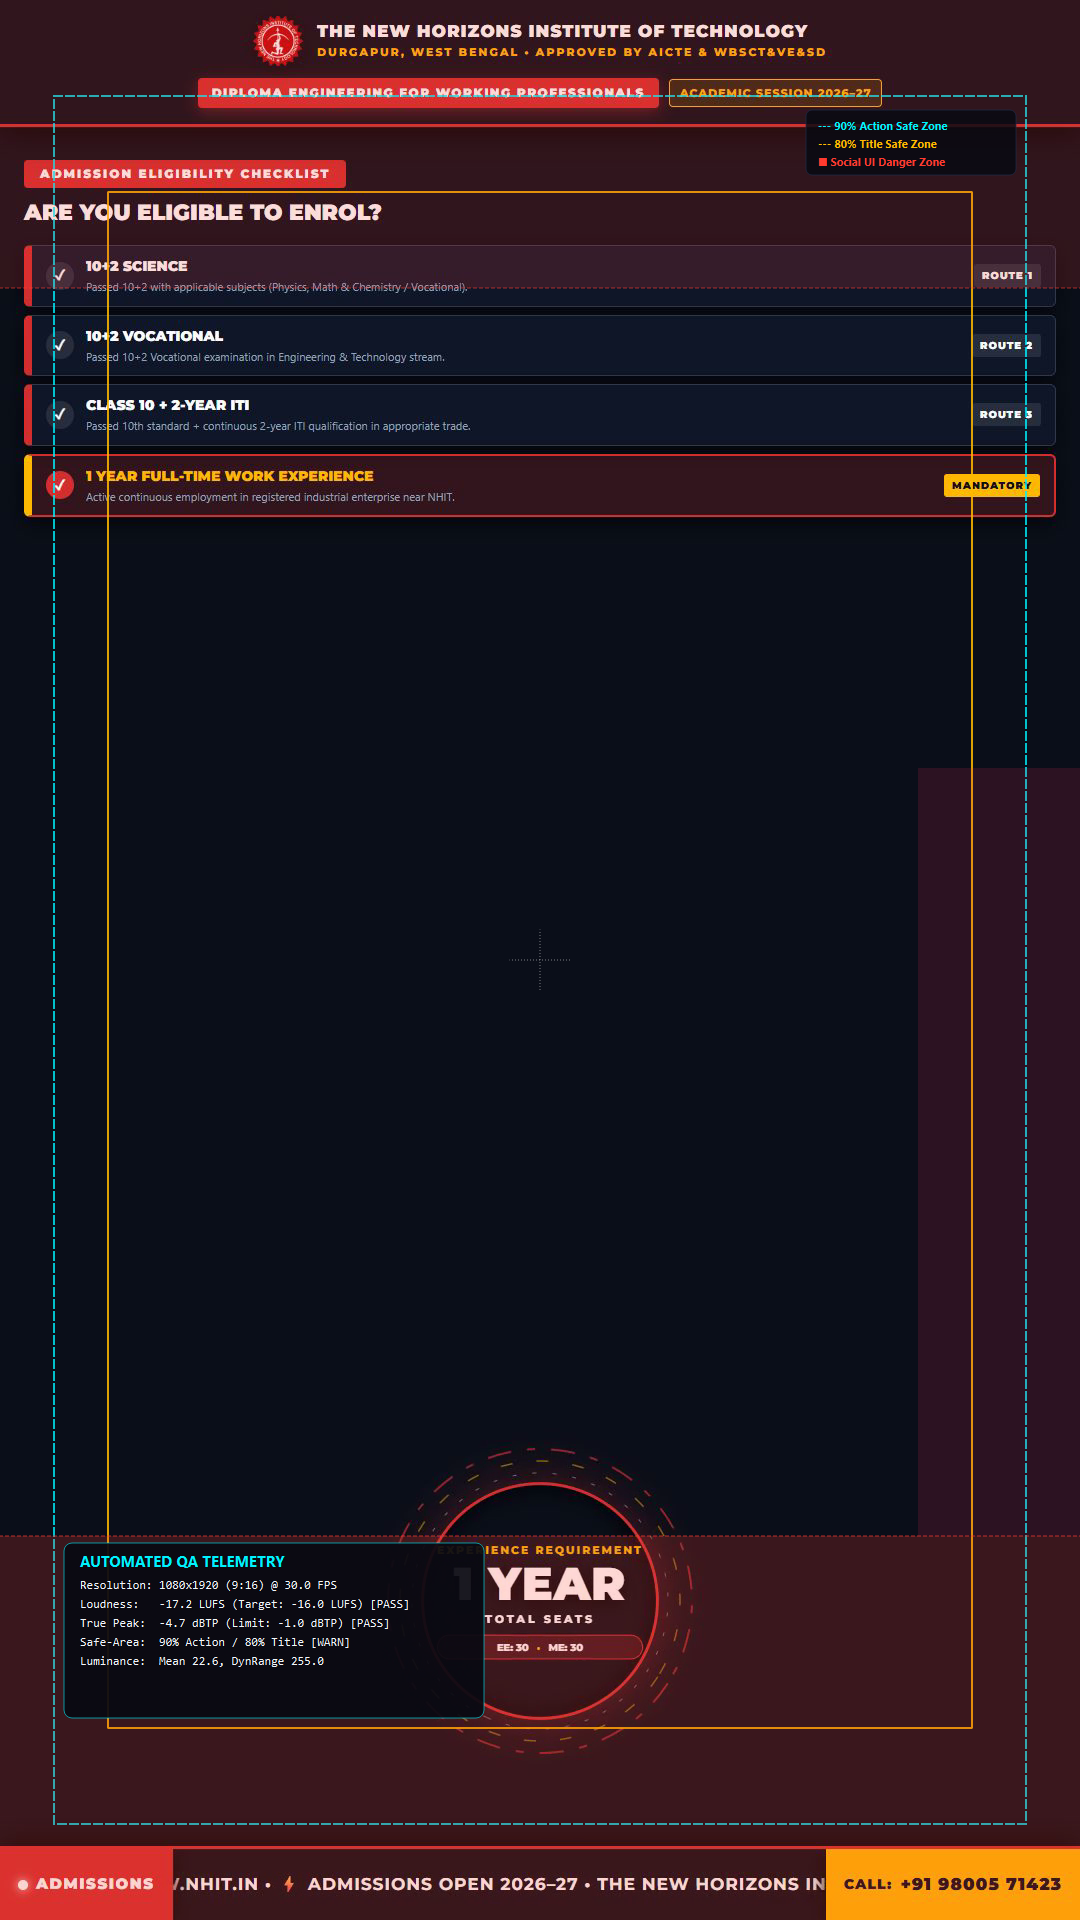 THE NEW HORIZONS INSTITUTE OF TECHNOLOGY
DURGAPUR, WEST BENGAL • APPROVED BY AICTE & WBSCT&VE&SD
DIPLOMA ENGINEERING FOR WORKING PROFESSIONALS
ACADEMIC SESSION 2026–27
--- 90% Action Safe Zone
--- 80% Title Safe Zone
■ Social UI Danger Zone
ADMISSION ELIGIBILITY CHECKLIST
ARE YOU ELIGIBLE TO ENROL?
10+2 SCIENCE
Passed 10+2 with applicable subjects (Physics, Math & Chemistry / Vocational).
ROUTE 1
10+2 VOCATIONAL
Passed 10+2 Vocational examination in Engineering & Technology stream.
ROUTE 2
CLASS 10 + 2-YEAR ITI
Passed 10th standard + continuous 2-year ITI qualification in appropriate trade.
ROUTE 3
1 YEAR FULL-TIME WORK EXPERIENCE
Active continuous employment in registered industrial enterprise near NHIT.
MANDATORY
EXPERIENCE REQUIREMENT
1 YEAR
TOTAL SEATS
EE: 30 • ME: 30
AUTOMATED QA TELEMETRY
Resolution: 1080x1920 (9:16) @ 30.0 FPS
Loudness: -17.2 LUFS (Target: -16.0 LUFS) [PASS]
True Peak: -4.7 dBTP (Limit: -1.0 dBTP) [PASS]
Safe-Area: 90% Action / 80% Title [WARN]
Luminance: Mean 22.6, DynRange 255.0
ADMISSIONS
.NHIT.IN • ⚡ ADMISSIONS OPEN 2026–27 • THE NEW HORIZONS IN
CALL: +91 98005 71423